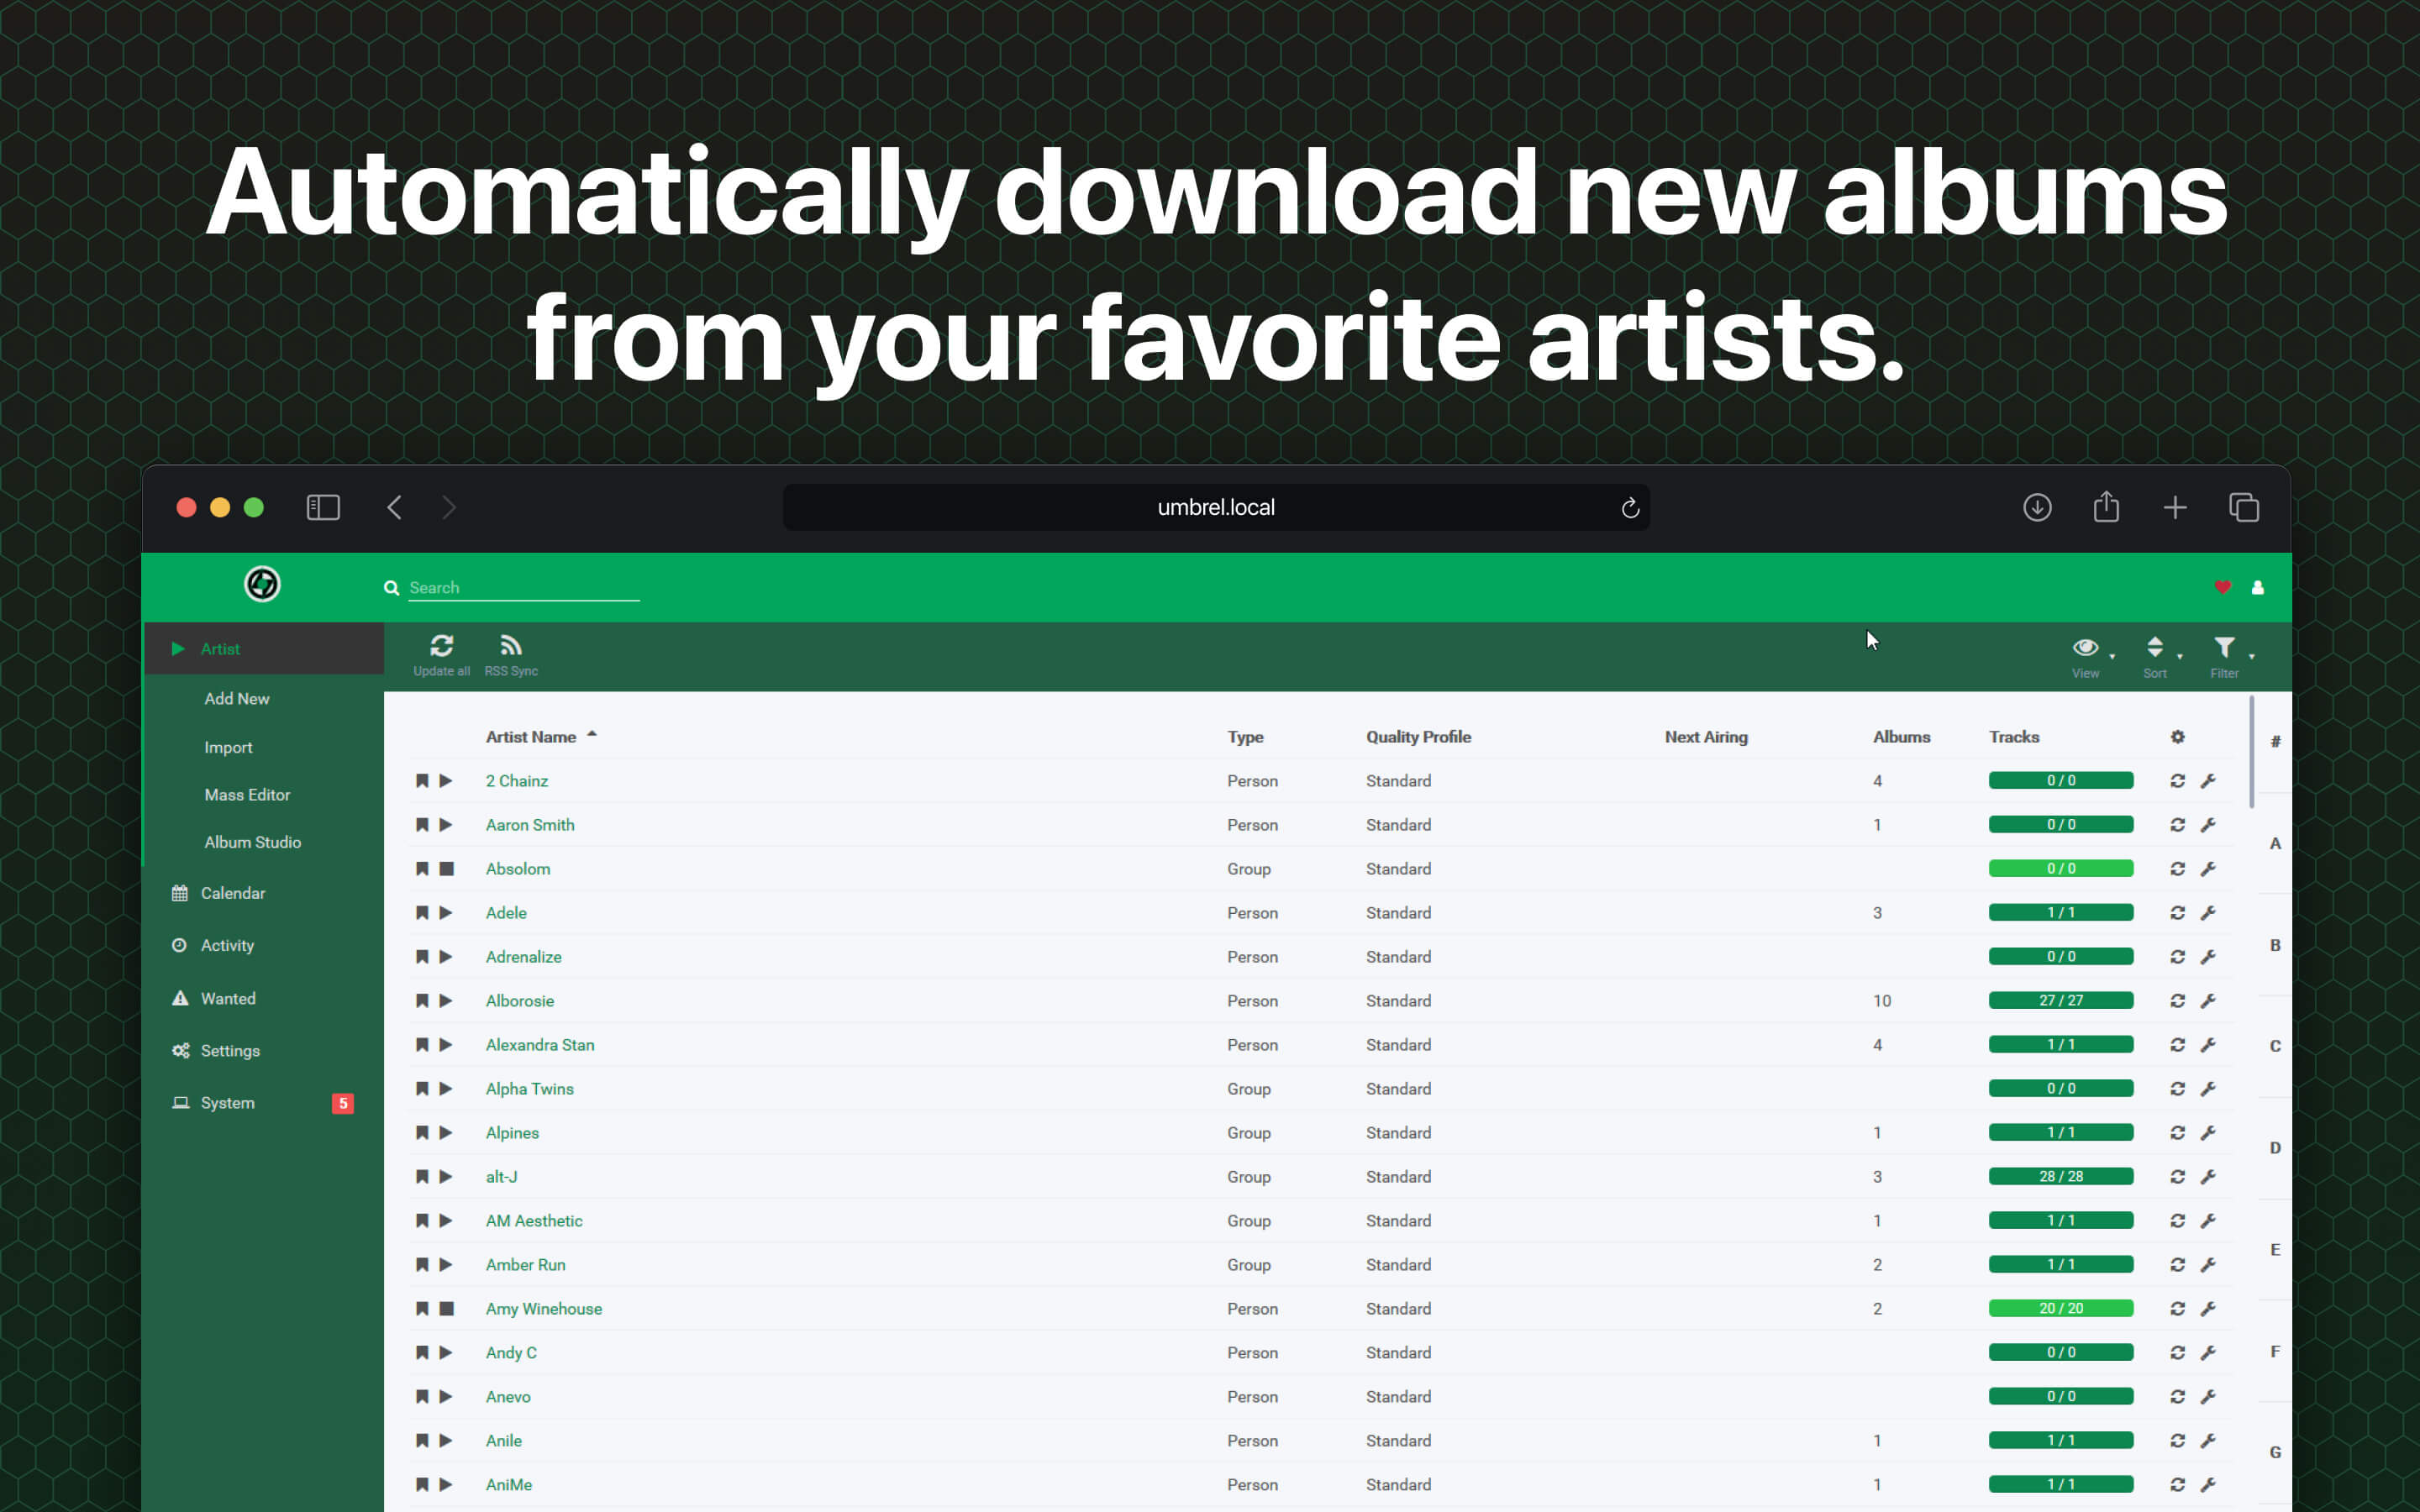 Automatically download new albums
from your favorite artists.
umbrel.local
Search
Artist
Add New
Import
Mass Editor
Album Studio
Calendar
Activity
Wanted
Settings
System 5
Update all RSS Sync View Sort Filter
Artist Name Type Quality Profile Next Airing Albums Tracks
2 Chainz Person Standard 4 0 / 0
Aaron Smith Person Standard 1 0 / 0
Absolom Group Standard 0 / 0
Adele Person Standard 3 1 / 1
Adrenalize Person Standard 0 / 0
Alborosie Person Standard 10 27 / 27
Alexandra Stan Person Standard 4 1 / 1
Alpha Twins Group Standard 0 / 0
Alpines Group Standard 1 1 / 1
alt-J Group Standard 3 28 / 28
AM Aesthetic Group Standard 1 1 / 1
Amber Run Group Standard 2 1 / 1
Amy Winehouse Person Standard 2 20 / 20
Andy C Person Standard 0 / 0
Anevo Person Standard 0 / 0
Anile Person Standard 1 1 / 1
AniMe Person Standard 1 1 / 1
#
A
B
C
D
E
F
G